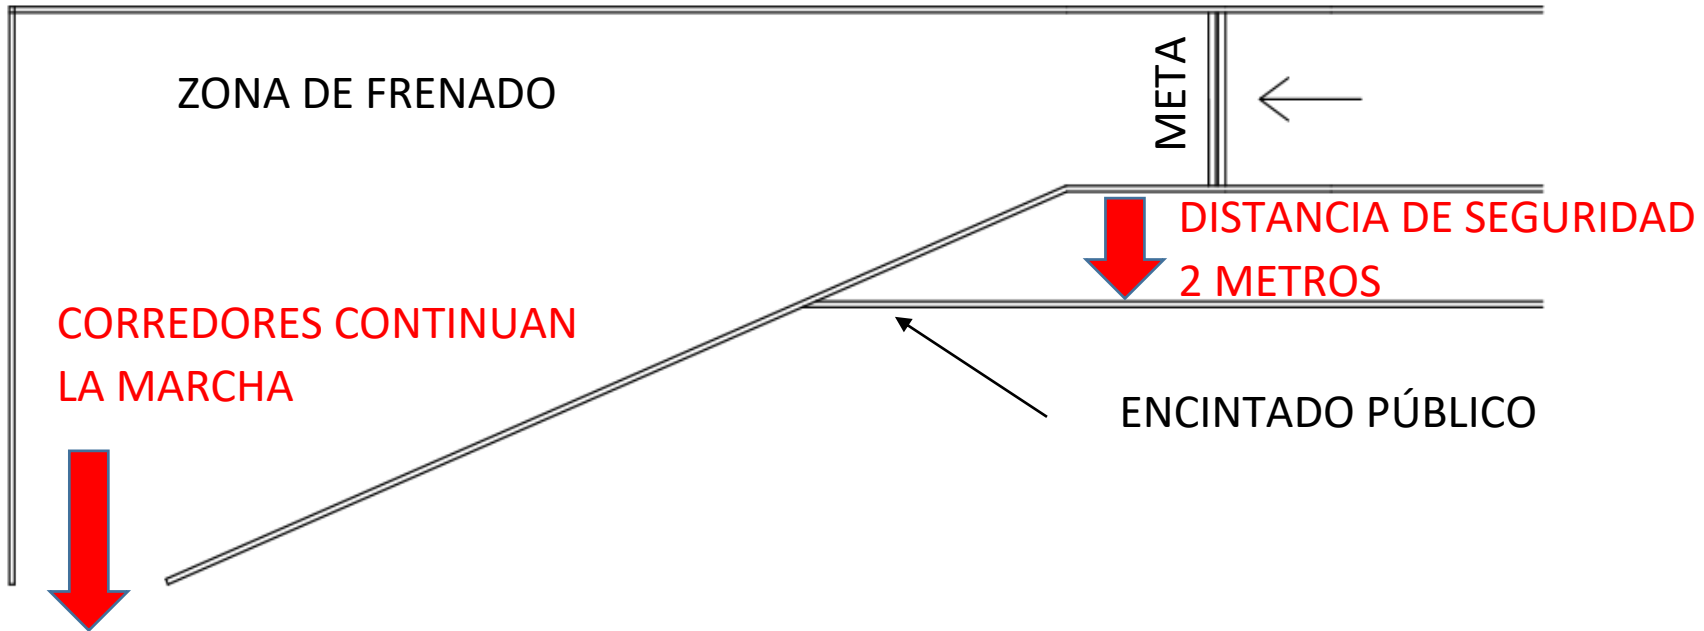 ZONA DE FRENADO
META
DISTANCIA DE SEGURIDAD
2 METROS
CORREDORES CONTINUAN
LA MARCHA
ENCINTADO PÚBLICO